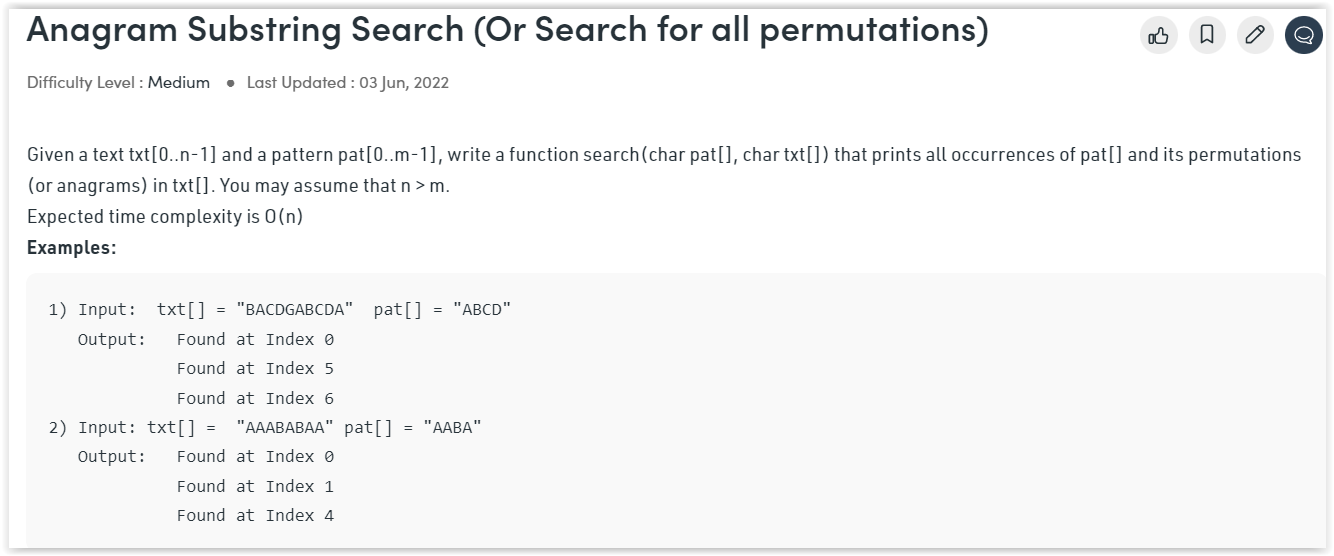 Anagram Substring Search (Or Search for all permutations)
Difficulty Level : Medium ● Last Updated : 03 Jun, 2022
Given a text txt[0..n-1] and a pattern pat[0..m-1], write a function search(char pat[], char txt[]) that prints all occurrences of pat[] and its permutations
(or anagrams) in txt[]. You may assume that n > m.
Expected time complexity is O(n)
Examples:
1) Input:  txt[] = "BACDGABCDA"  pat[] = "ABCD"
   Output:   Found at Index 0
             Found at Index 5
             Found at Index 6
2) Input: txt[] =  "AAABABAA" pat[] = "AABA"
   Output:   Found at Index 0
             Found at Index 1
             Found at Index 4